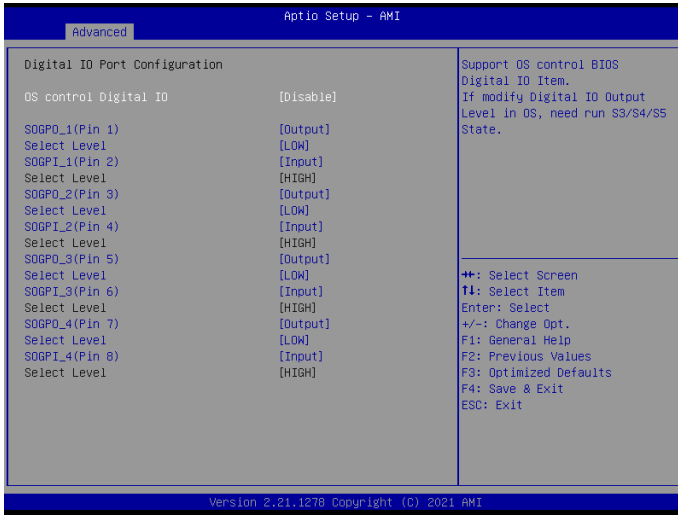 Aptio Setup – AMI
Advanced
Digital IO Port Configuration
OS control Digital IO [Disable]
SOGPO_1(Pin 1) [Output]
Select Level [LOW]
SOGPI_1(Pin 2) [Input]
Select Level [HIGH]
SOGPO_2(Pin 3) [Output]
Select Level [LOW]
SOGPI_2(Pin 4) [Input]
Select Level [HIGH]
SOGPO_3(Pin 5) [Output]
Select Level [LOW]
SOGPI_3(Pin 6) [Input]
Select Level [HIGH]
SOGPO_4(Pin 7) [Output]
Select Level [LOW]
SOGPI_4(Pin 8) [Input]
Select Level [HIGH]
Support OS control BIOS
Digital IO Item.
If modify Digital IO Output
Level in OS, need run S3/S4/S5
State.
→←: Select Screen
↑↓: Select Item
Enter: Select
+/-: Change Opt.
F1: General Help
F2: Previous Values
F3: Optimized Defaults
F4: Save & Exit
ESC: Exit
Version 2.21.1278 Copyright (C) 2021 AMI